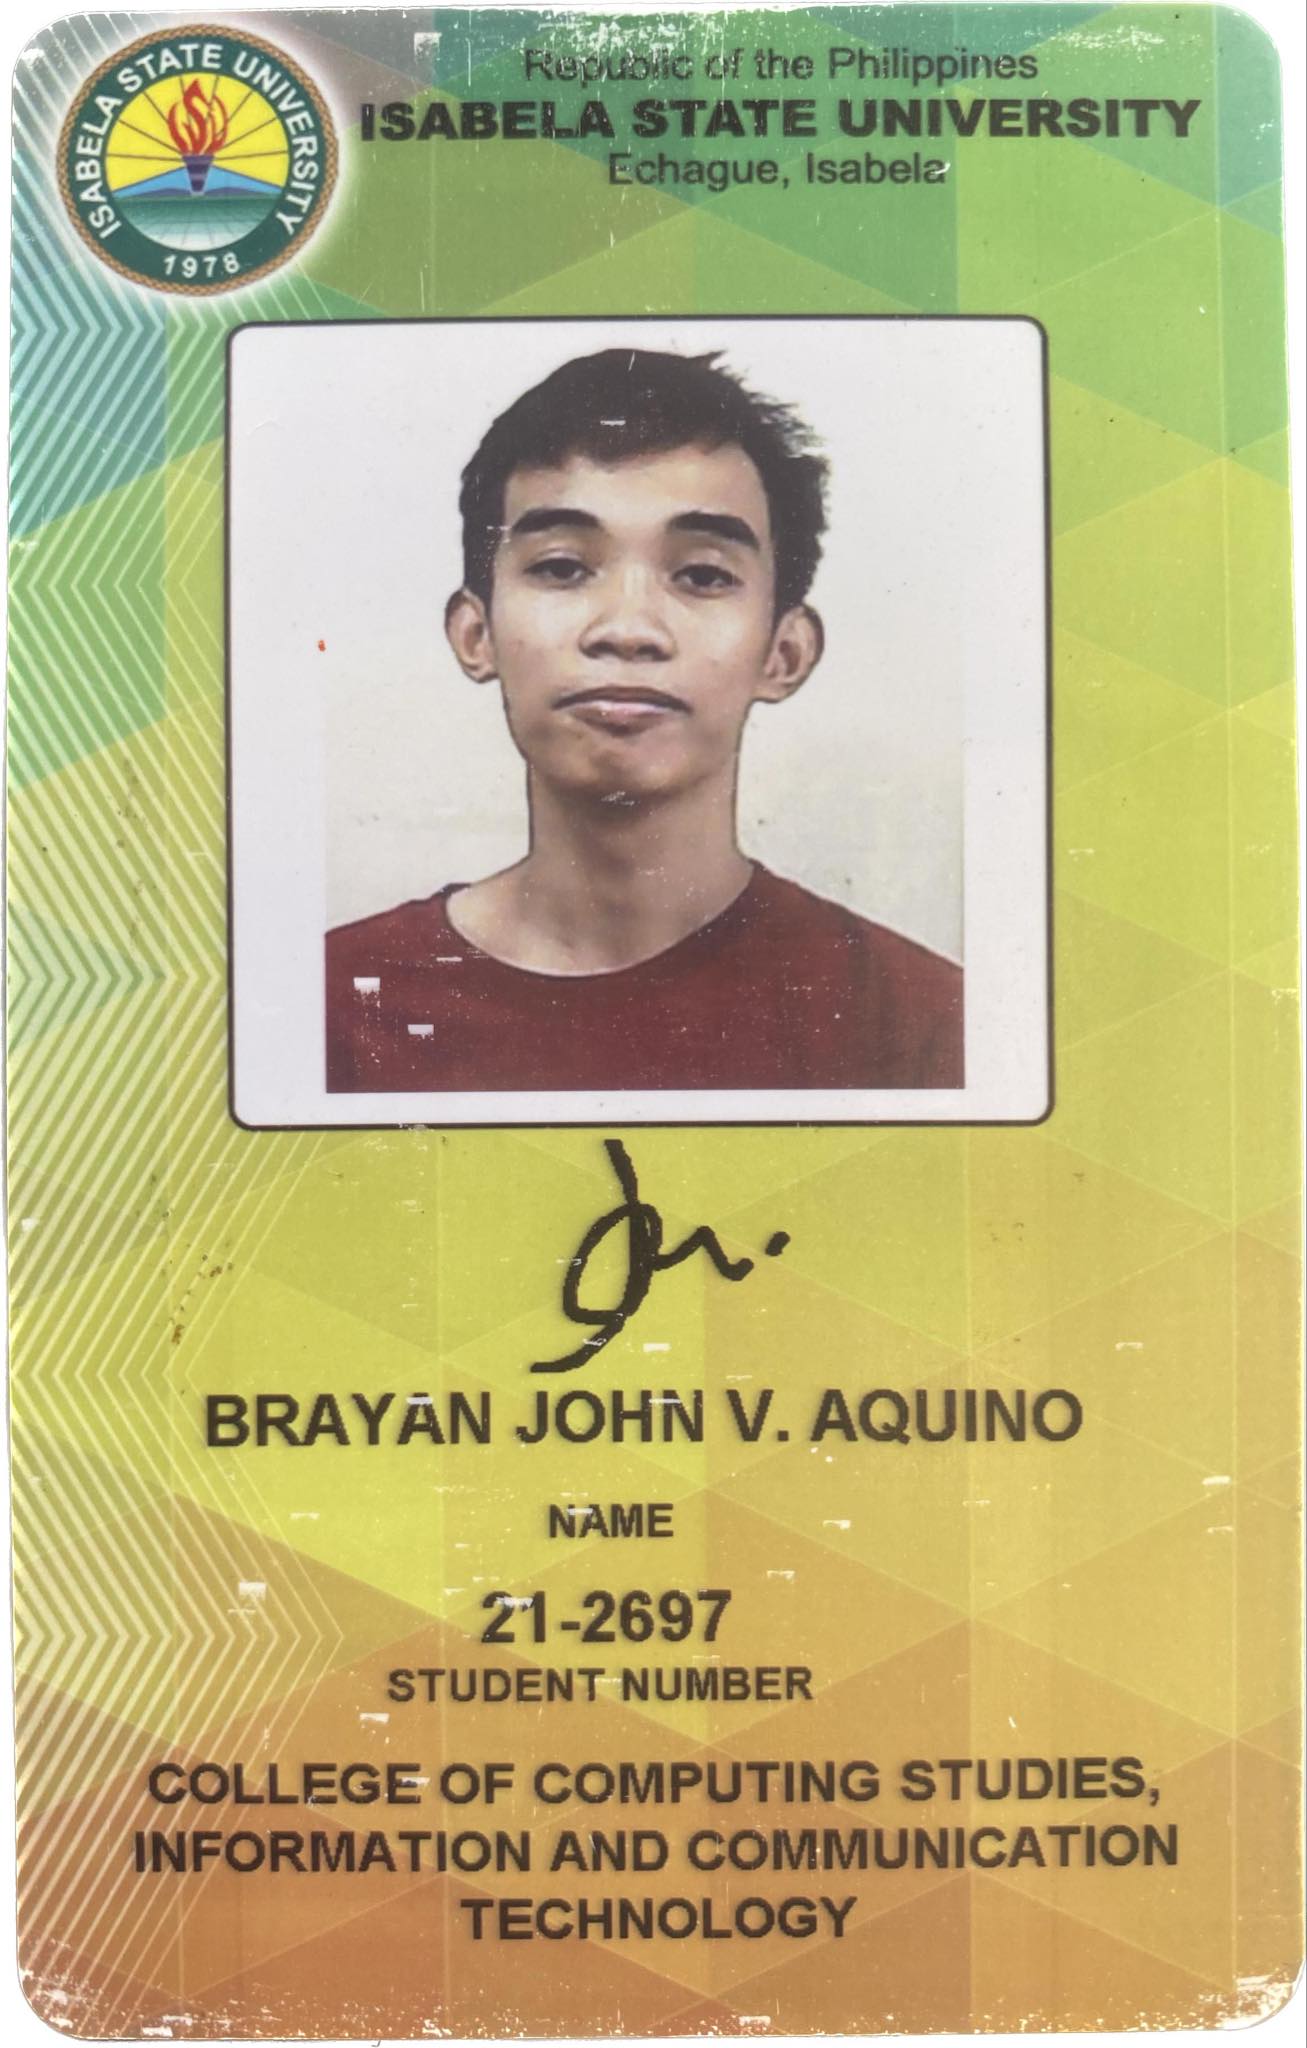 ISABELA STATE UNIVERSITY
1978
Republic of the Philippines
ISABELA STATE UNIVERSITY
Echague, Isabela
BRAYAN JOHN V. AQUINO
NAME
21-2697
STUDENT NUMBER
COLLEGE OF COMPUTING STUDIES,
INFORMATION AND COMMUNICATION
TECHNOLOGY